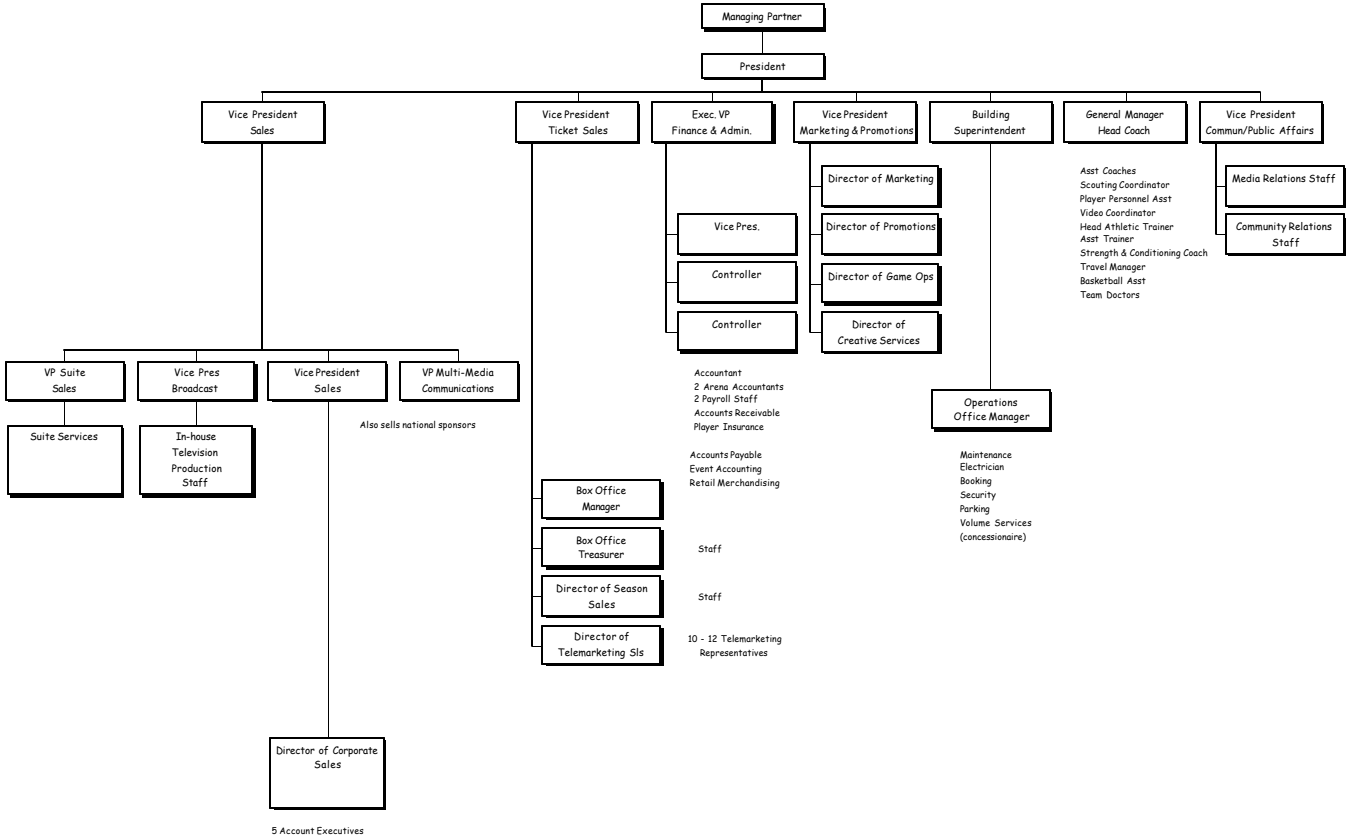 Managing Partner
President
Vice President
Sales
Vice President
Ticket Sales
Exec. VP
Finance & Admin.
Vice President
Marketing & Promotions
Building
Superintendent
General Manager
Head Coach
Vice President
Commun/Public Affairs
VP Suite
Sales
Suite Services
Vice Pres
Broadcast
In-house
Television
Production
Staff
Vice President
Sales
Director of Corporate
Sales
5 Account Executives
VP Multi-Media
Communications
Also sells national sponsors
Box Office
Manager
Box Office
Treasurer
Staff
Director of Season
Sales
Staff
Director of
Telemarketing Sls
10 - 12 Telemarketing
Representatives
Vice Pres.
Controller
Controller
Accountant
2 Arena Accountants
2 Payroll Staff
Accounts Receivable
Player Insurance
Accounts Payable
Event Accounting
Retail Merchandising
Director of Marketing
Director of Promotions
Director of Game Ops
Director of
Creative Services
Operations
Office Manager
Maintenance
Electrician
Booking
Security
Parking
Volume Services
(concessionaire)
Asst Coaches
Scouting Coordinator
Player Personnel Asst
Video Coordinator
Head Athletic Trainer
Asst Trainer
Strength & Conditioning Coach
Travel Manager
Basketball Asst
Team Doctors
Media Relations Staff
Community Relations
Staff